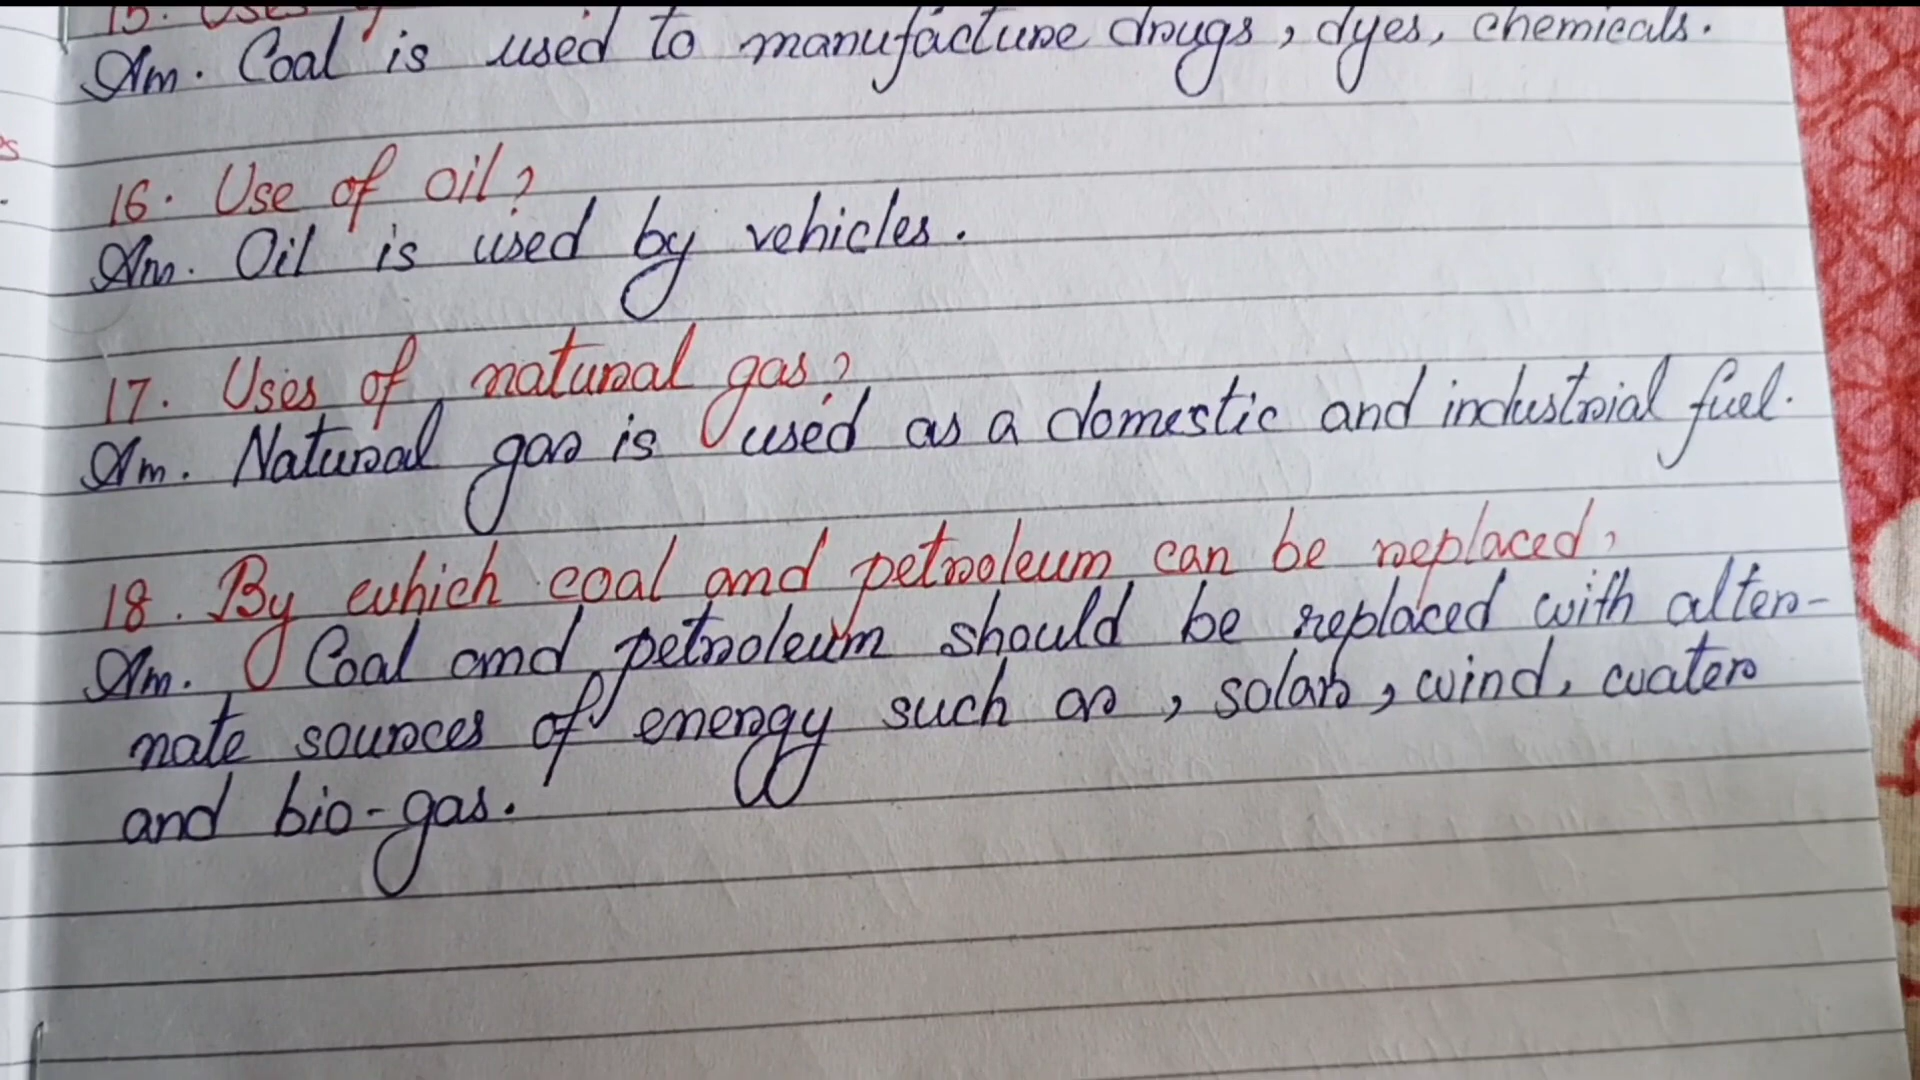 15. Uses
Ans. Coal is used to manufacture drugs, dyes, chemicals.
16. Use of oil?
Ans. Oil is used by vehicles.
17. Uses of natural gas?
Ans. Natural gas is used as a domestic and industrial fuel.
18. By which coal and petroleum can be replaced?
Ans. Coal and petroleum should be replaced with alter-
nate sources of energy such as, solar, wind, water
and bio-gas.